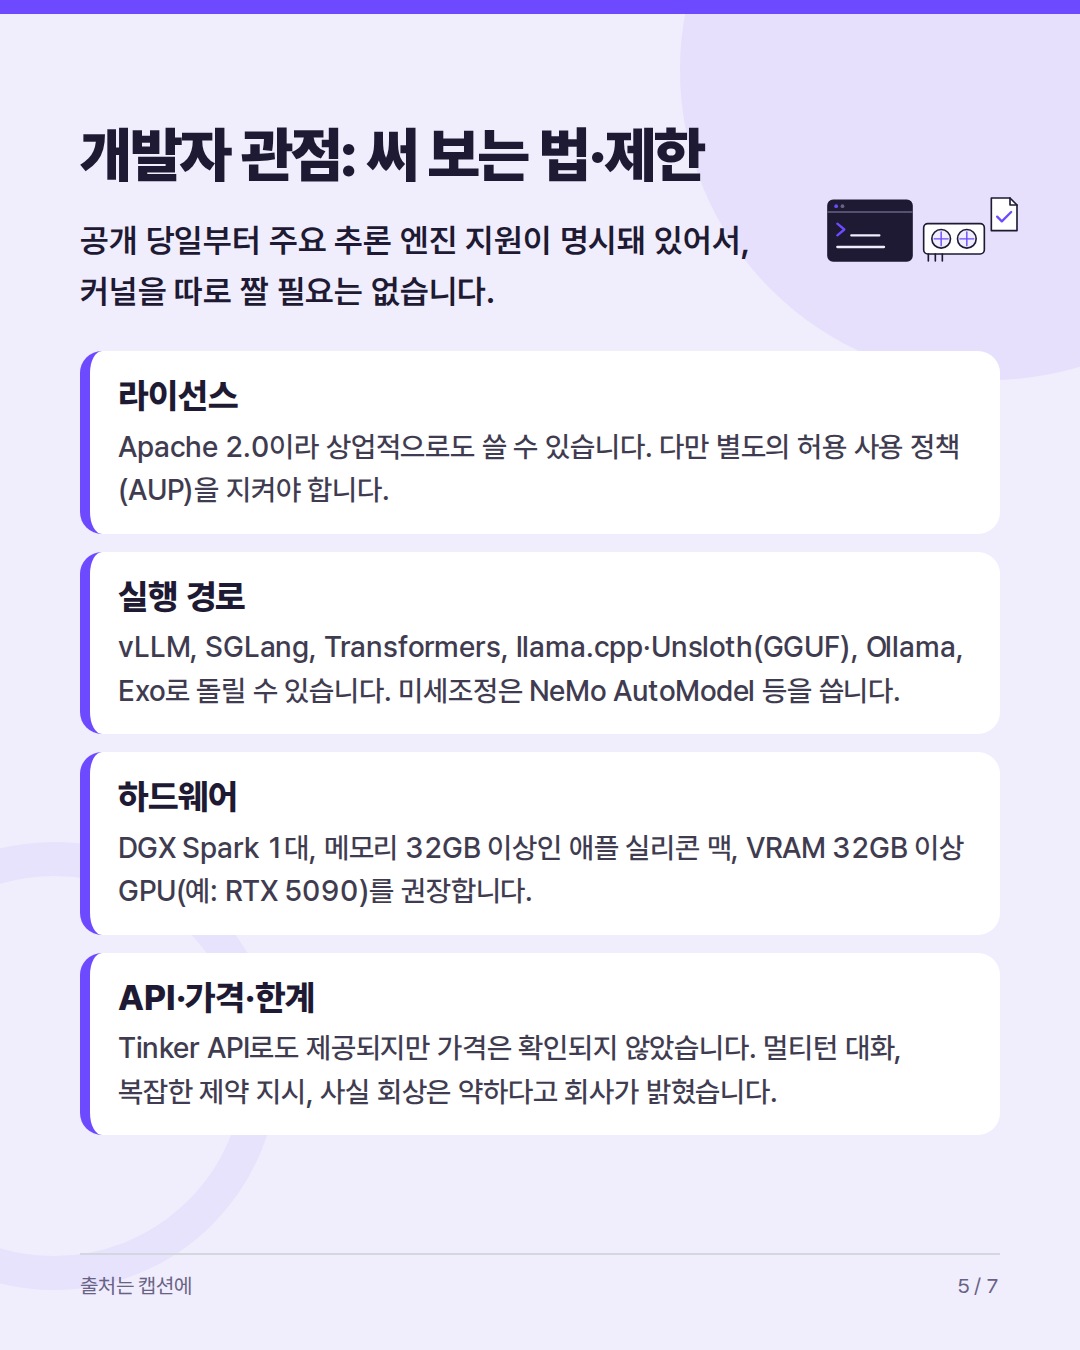 개발자 관점: 써 보는 법·제한
공개 당일부터 주요 추론 엔진 지원이 명시돼 있어서,
커널을 따로 짤 필요는 없습니다.
라이선스
Apache 2.0이라 상업적으로도 쓸 수 있습니다. 다만 별도의 허용 사용 정책
(AUP)을 지켜야 합니다.
실행 경로
vLLM, SGLang, Transformers, llama.cpp·Unsloth(GGUF), Ollama,
Exo로 돌릴 수 있습니다. 미세조정은 NeMo AutoModel 등을 씁니다.
하드웨어
DGX Spark 1대, 메모리 32GB 이상인 애플 실리콘 맥, VRAM 32GB 이상
GPU(예: RTX 5090)를 권장합니다.
API·가격·한계
Tinker API로도 제공되지만 가격은 확인되지 않았습니다. 멀티턴 대화,
복잡한 제약 지시, 사실 회상은 약하다고 회사가 밝혔습니다.
출처는 캡션에
5 / 7